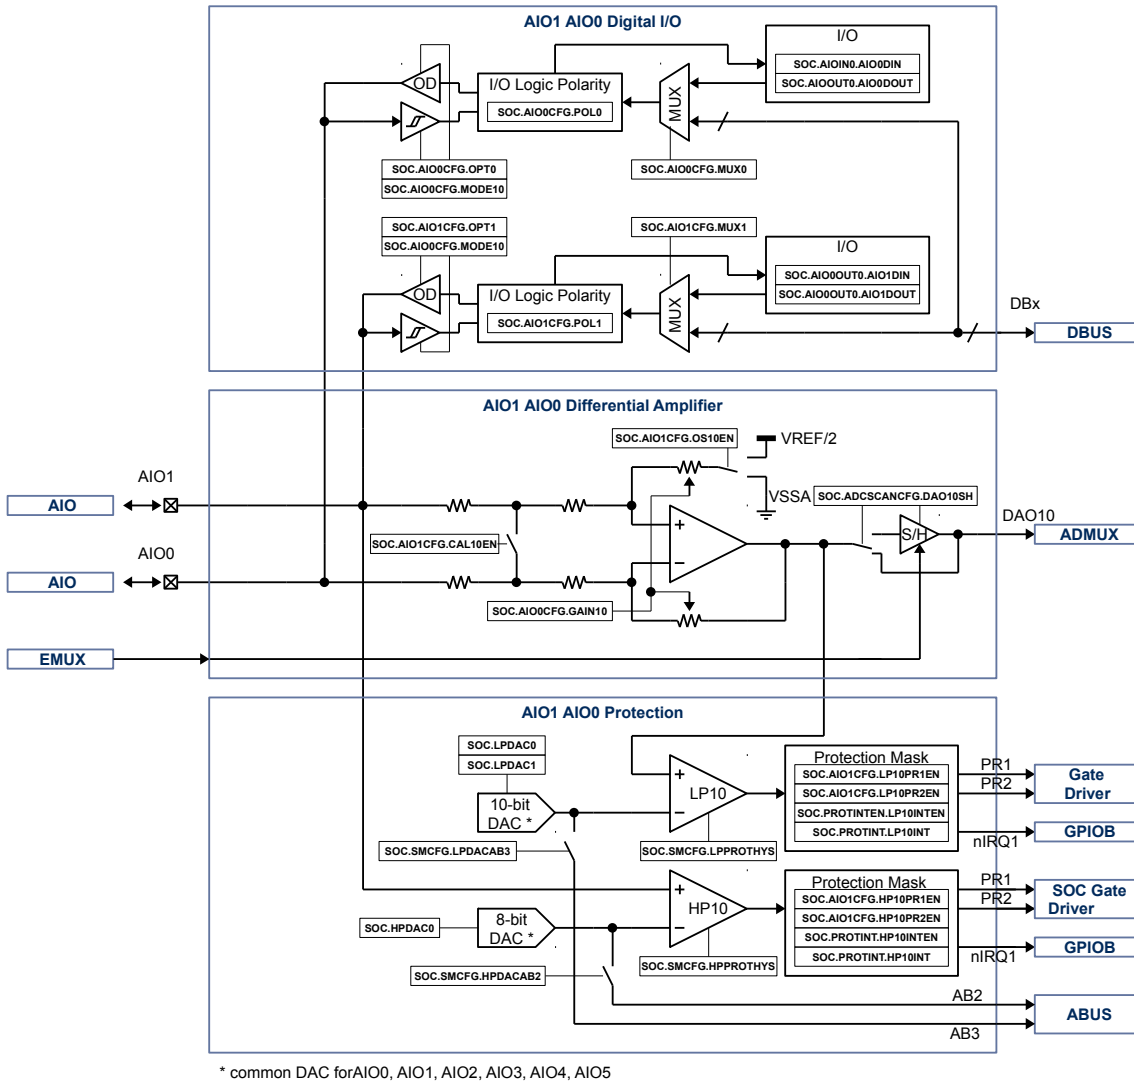 AIO1 AIO0 Digital I/O
I/O
SOC.AIOIN0.AIO0DIN
SOC.AIOOUT0.AIO0DOUT
OD
I/O Logic Polarity
SOC.AIO0CFG.POL0
MUX
SOC.AIO0CFG.OPT0
SOC.AIO0CFG.MODE10
SOC.AIO0CFG.MUX0
SOC.AIO1CFG.OPT1
SOC.AIO0CFG.MODE10
SOC.AIO1CFG.MUX1
I/O
SOC.AIO0OUT0.AIO1DIN
SOC.AIO0OUT0.AIO1DOUT
OD
I/O Logic Polarity
SOC.AIO1CFG.POL1
MUX
DBx
DBUS
AIO1 AIO0 Differential Amplifier
SOC.AIO1CFG.OS10EN
VREF/2
VSSA
SOC.ADCSCANCFG.DAO10SH
AIO1
AIO
SOC.AIO1CFG.CAL10EN
+
−
S/H
DAO10
ADMUX
AIO0
AIO
SOC.AIO0CFG.GAIN10
EMUX
AIO1 AIO0 Protection
SOC.LPDAC0
SOC.LPDAC1
10-bit
DAC *
+
−
LP10
Protection Mask
SOC.AIO1CFG.LP10PR1EN
SOC.AIO1CFG.LP10PR2EN
SOC.PROTINTEN.LP10INTEN
SOC.PROTINT.LP10INT
PR1
PR2
nIRQ1
Gate
Driver
GPIOB
SOC.SMCFG.LPDACAB3
SOC.SMCFG.LPPROTHYS
SOC.HPDAC0
8-bit
DAC *
+
−
HP10
Protection Mask
SOC.AIO1CFG.HP10PR1EN
SOC.AIO1CFG.HP10PR2EN
SOC.PROTINT.HP10INTEN
SOC.PROTINT.HP10INT
PR1
PR2
nIRQ1
SOC Gate
Driver
GPIOB
SOC.SMCFG.HPDACAB2
SOC.SMCFG.HPPROTHYS
AB2
AB3
ABUS
* common DAC forAIO0, AIO1, AIO2, AIO3, AIO4, AIO5